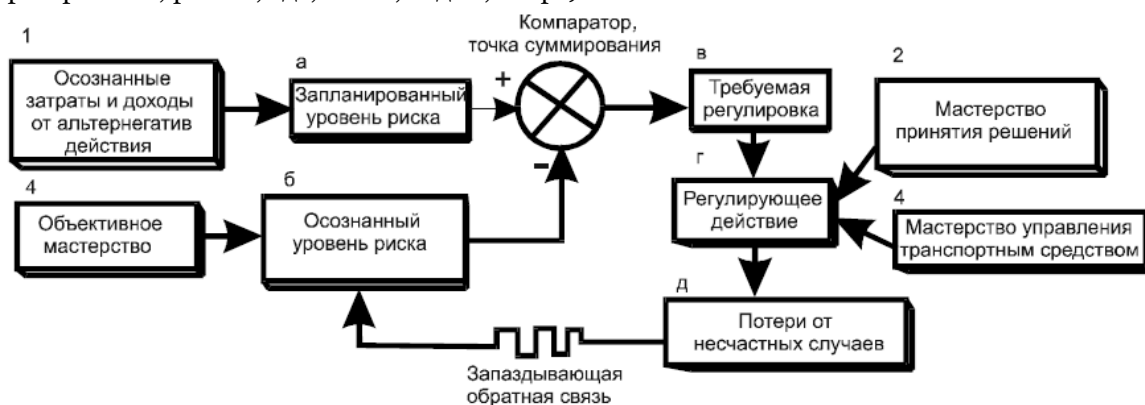 Компаратор,
точка суммирования
1
Осознанные
затраты и доходы
от альтернегатив
действия
а
Запланированный
уровень риска
+
-
в
Требуемая
регулировка
2
Мастерство
принятия решений
г
Регулирующее
действие
4
Объективное
мастерство
б
Осознанный
уровень риска
4
Мастерство управления
транспортным средством
д
Потери от
несчастных случаев
Запаздывающая
обратная связь